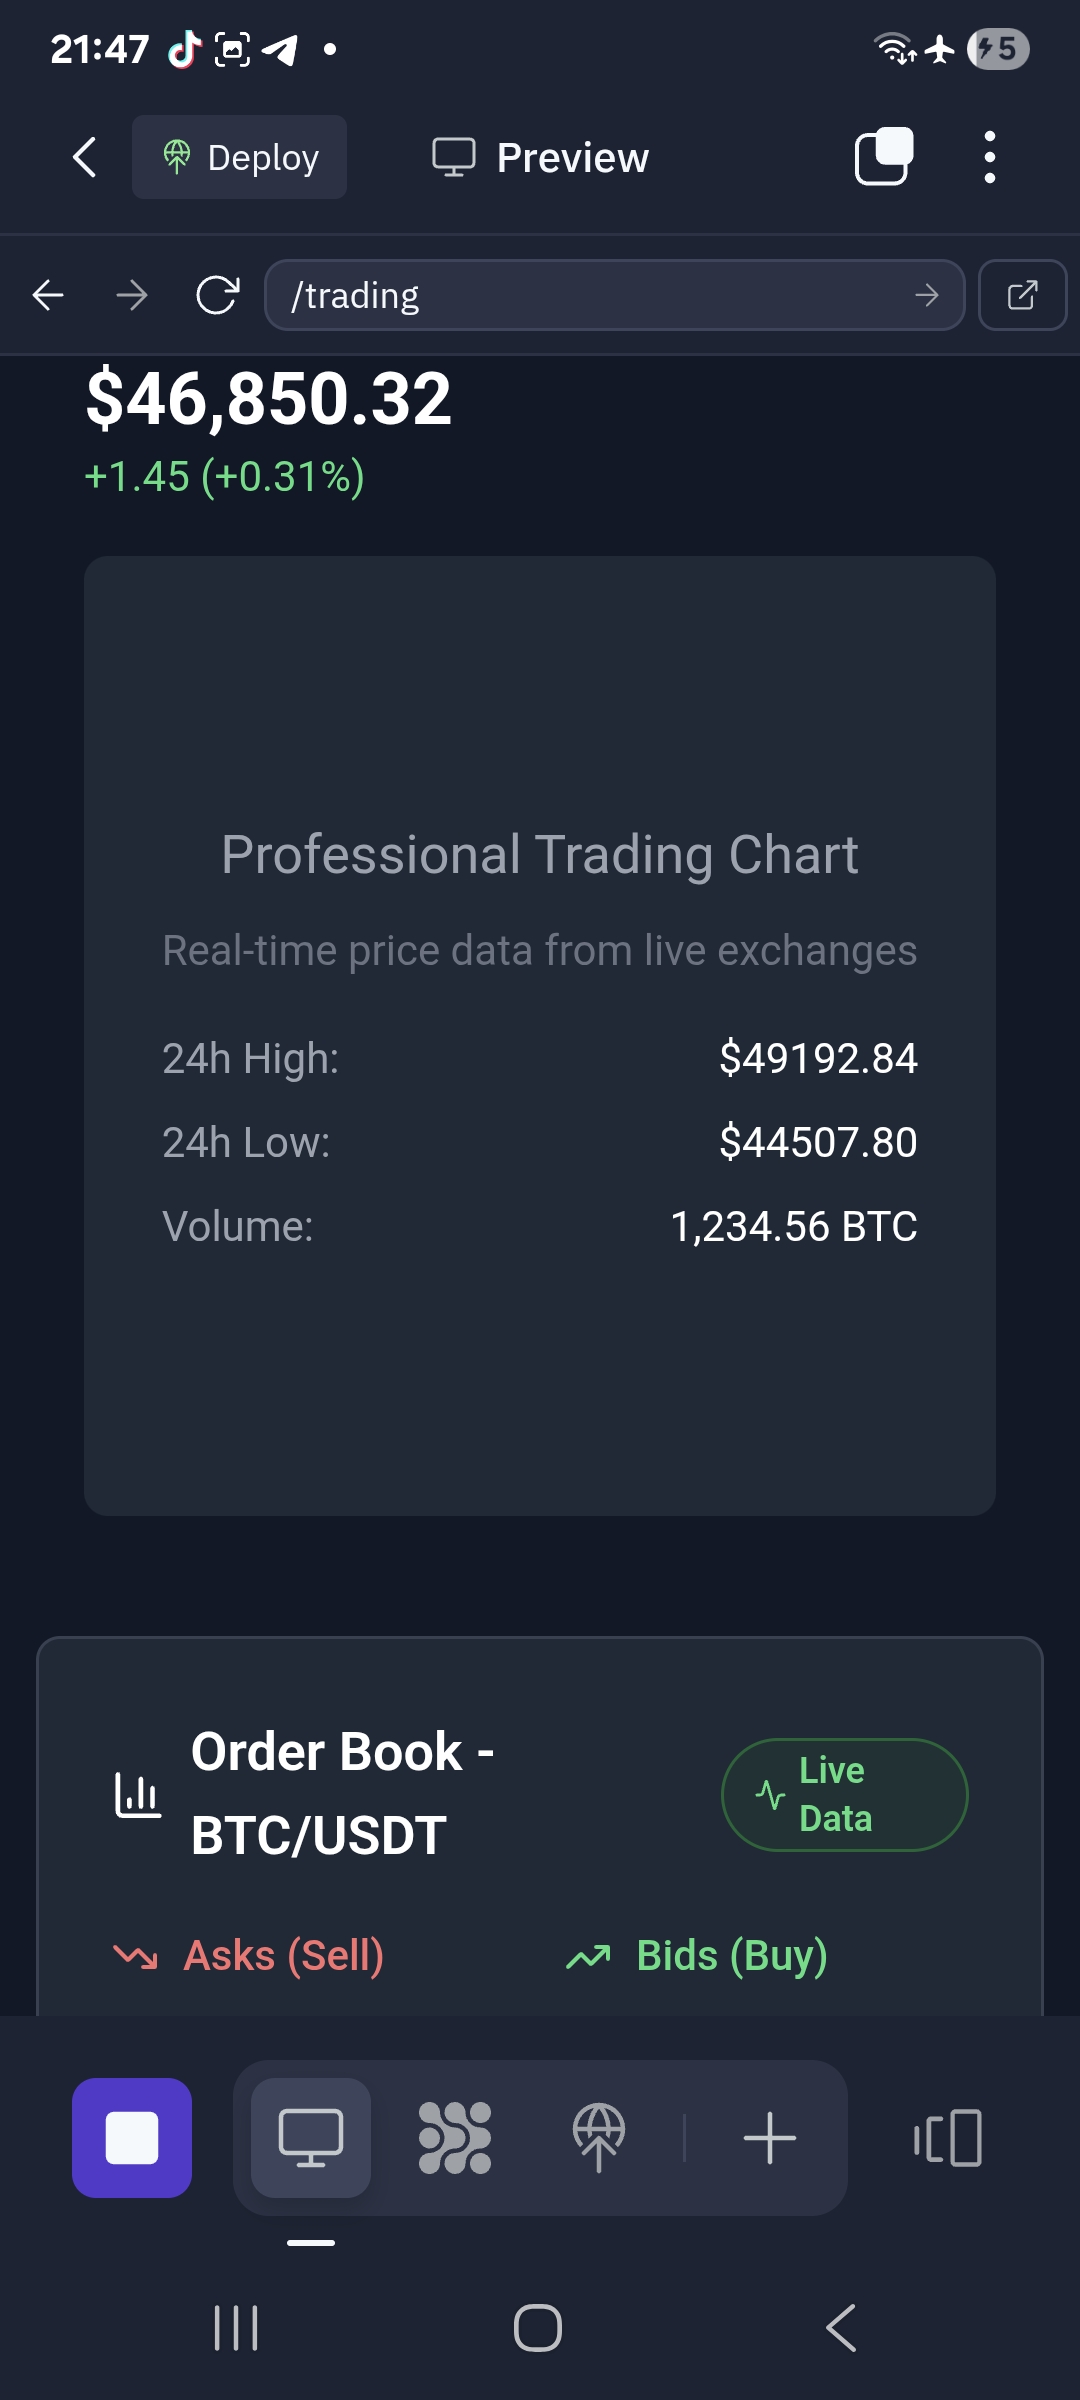 21:47
5
Deploy
Preview
/trading
$46,850.32
+1.45 (+0.31%)
Professional Trading Chart
Real-time price data from live exchanges
24h High: $49192.84
24h Low: $44507.80
Volume: 1,234.56 BTC
Order Book -
BTC/USDT
Live
Data
Asks (Sell)
Bids (Buy)